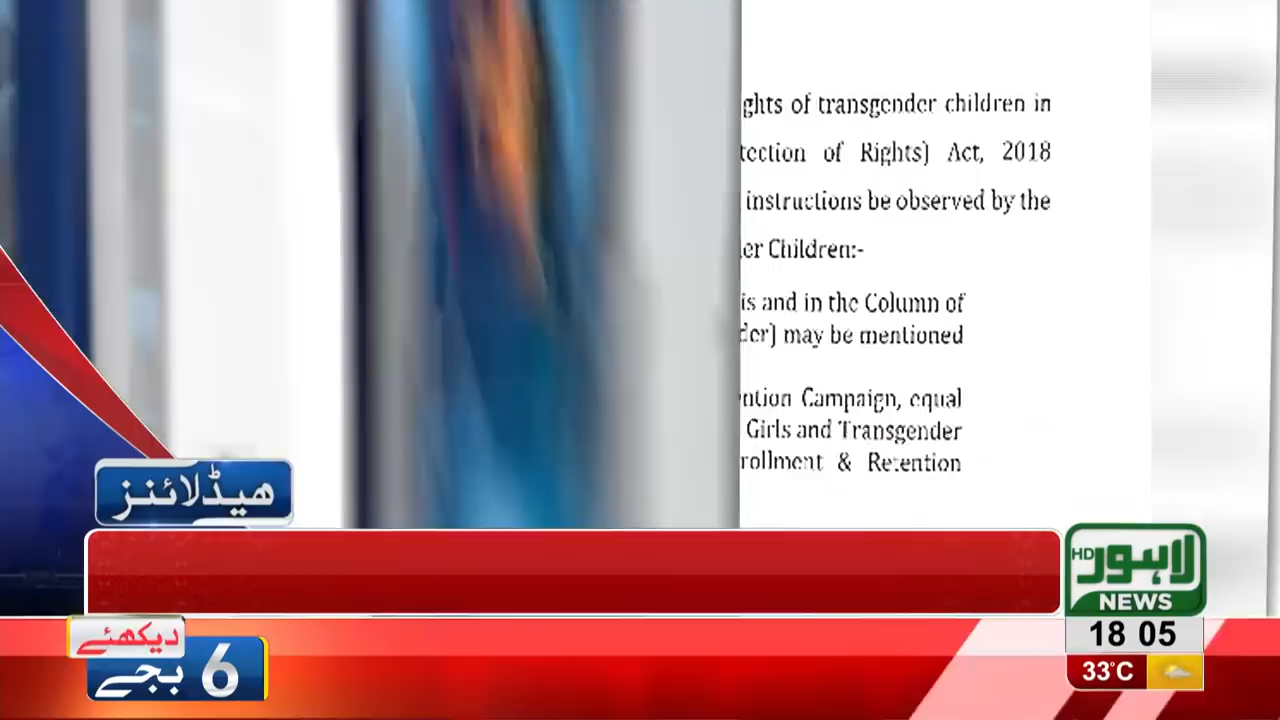 ghts of transgender children in
tection of Rights) Act, 2018
instructions be observed by the
er Children:-
is and in the Column of
der) may be mentioned
ntion Campaign, equal
Girls and Transgender
rollment & Retention
ھیڈلائنز
HD لاہور
NEWS
18 05
33°C
دیکھئے
6 بجے